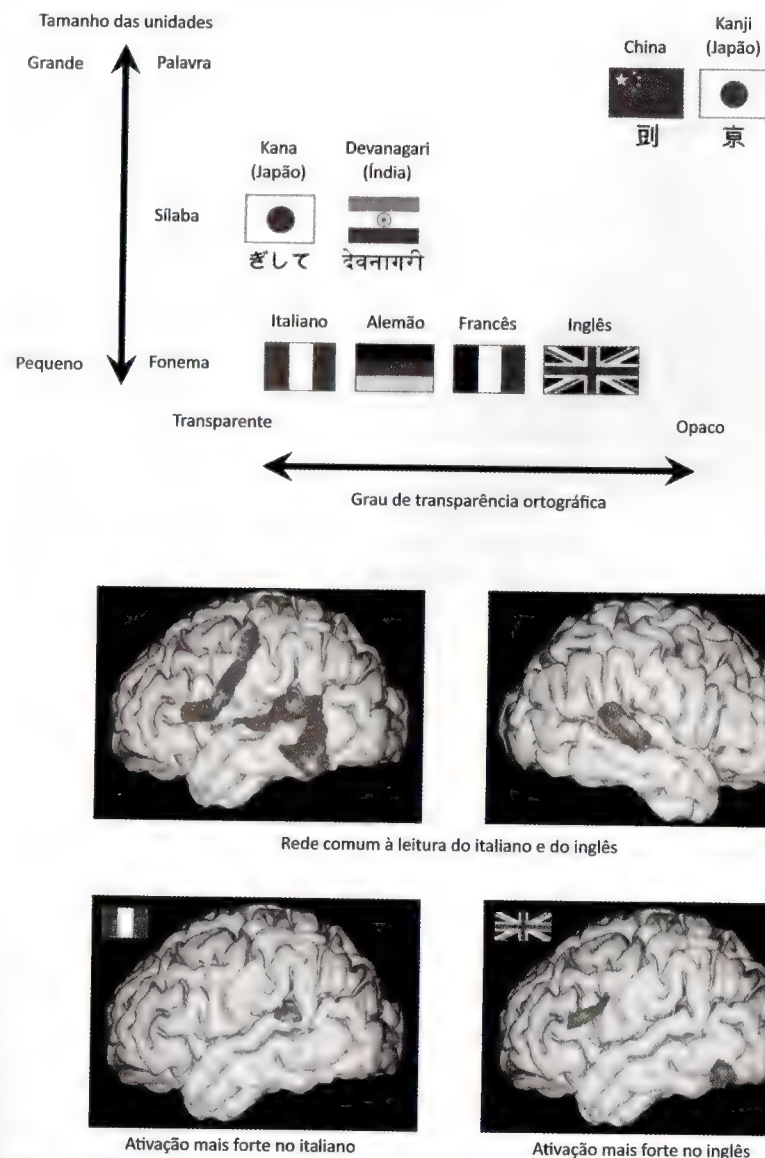 Tamanho das unidades
Grande
Palavra
China
Kanji
(Japão)
京
Kana
(Japão)
Devanagari
(Índia)
Sílaba
ぎして
देवनागरी
Italiano
Alemão
Francês
Inglês
Pequeno
Fonema
Transparente
Opaco
Grau de transparência ortográfica
Rede comum à leitura do italiano e do inglês
Ativação mais forte no italiano
Ativação mais forte no inglês